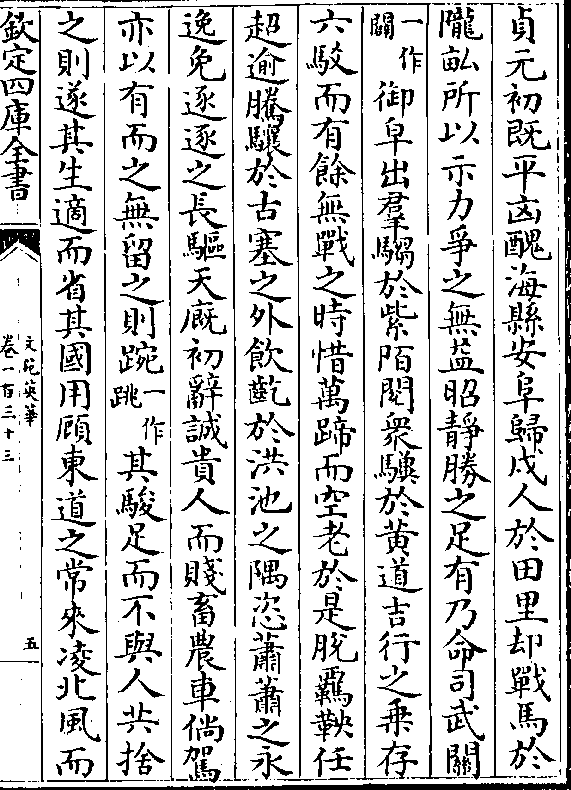 貞元初既平凶醜海縣安阜歸戍人於田里却戰馬於
隴畝所以示力爭之無益昭靜勝之足有乃命司武關
一作闢御阜出羣騶於紫陌閱衆驥於黄道吉行之乗存
六駁而有餘無戰之時惜萬蹄而空老於是脫羈鞅任
超逾騰驤於古塞之外飲齕於洪池之隅恣蕭蕭之永
逸免逐逐之長驅天廐初辭誠貴人而賤畜農車倘駕
亦以有而之無留之則踠一作跳其駿足而不與人共捨
之則遂其生適而省其國用顧東道之常來凌北風而
欽定四庫全書
文苑英華
卷一百三十三
五